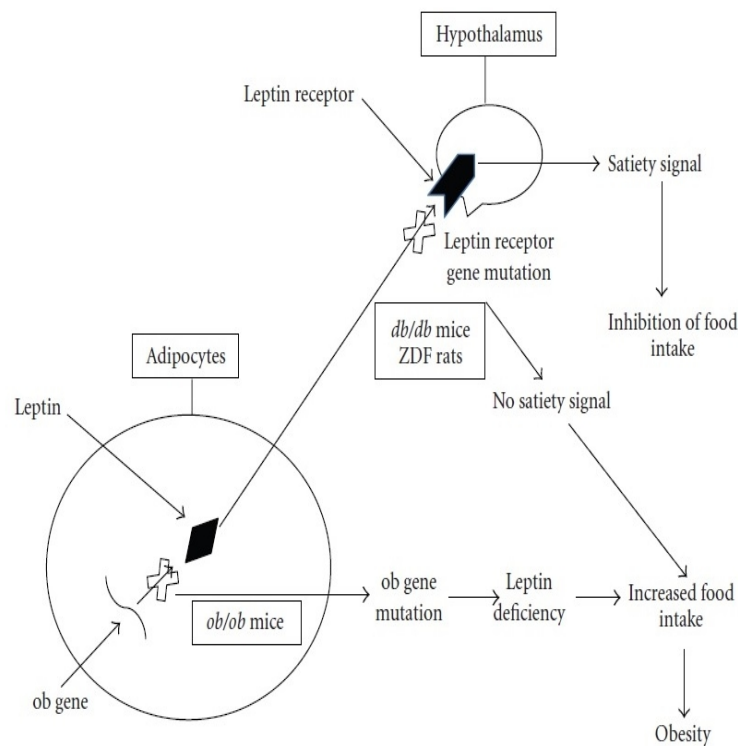 Hypothalamus
Leptin receptor
Satiety signal
Leptin receptor
gene mutation
Inhibition of food
intake
db/db mice
ZDF rats
Adipocytes
No satiety signal
Leptin
ob gene
mutation
Leptin
deficiency
Increased food
intake
ob/ob mice
ob gene
Obesity